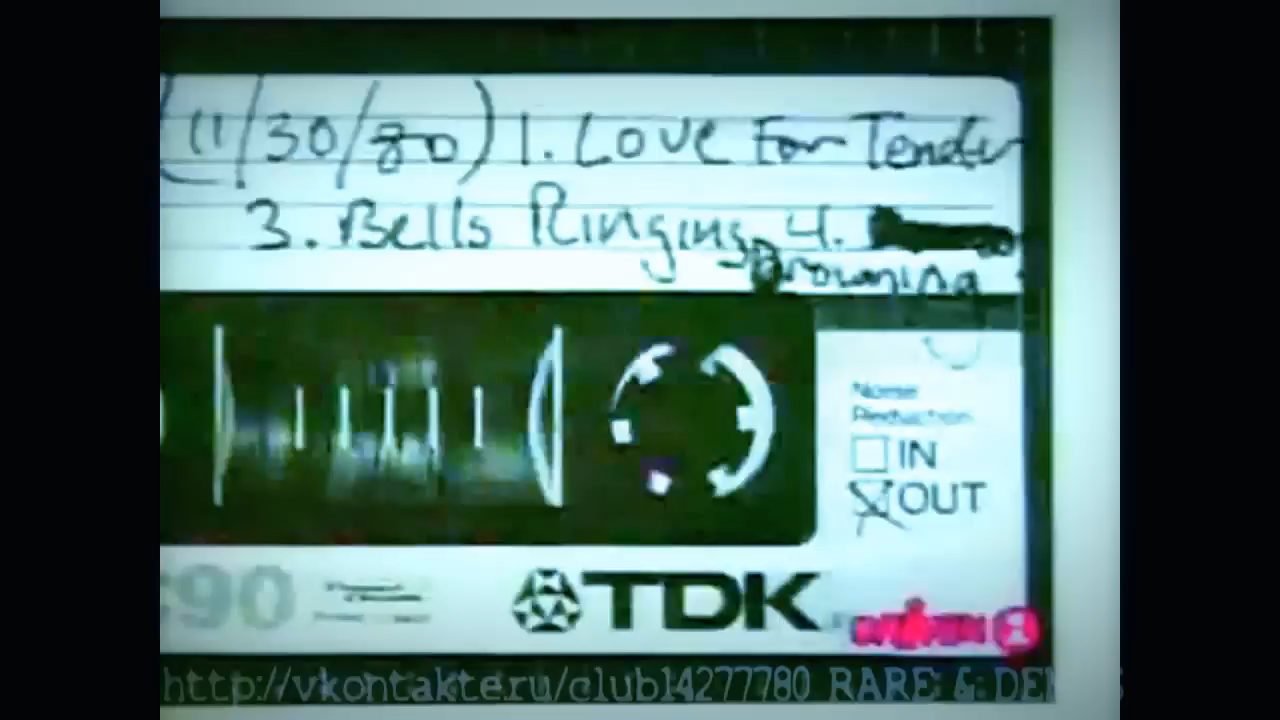 (11/30/80) 1. Love For Tender
3. Bells Ringing 4.
Drowning
Noise
Reduction
IN
OUT
90
TDK
http://vkontakte.ru/club14277780 RARE & DEM S